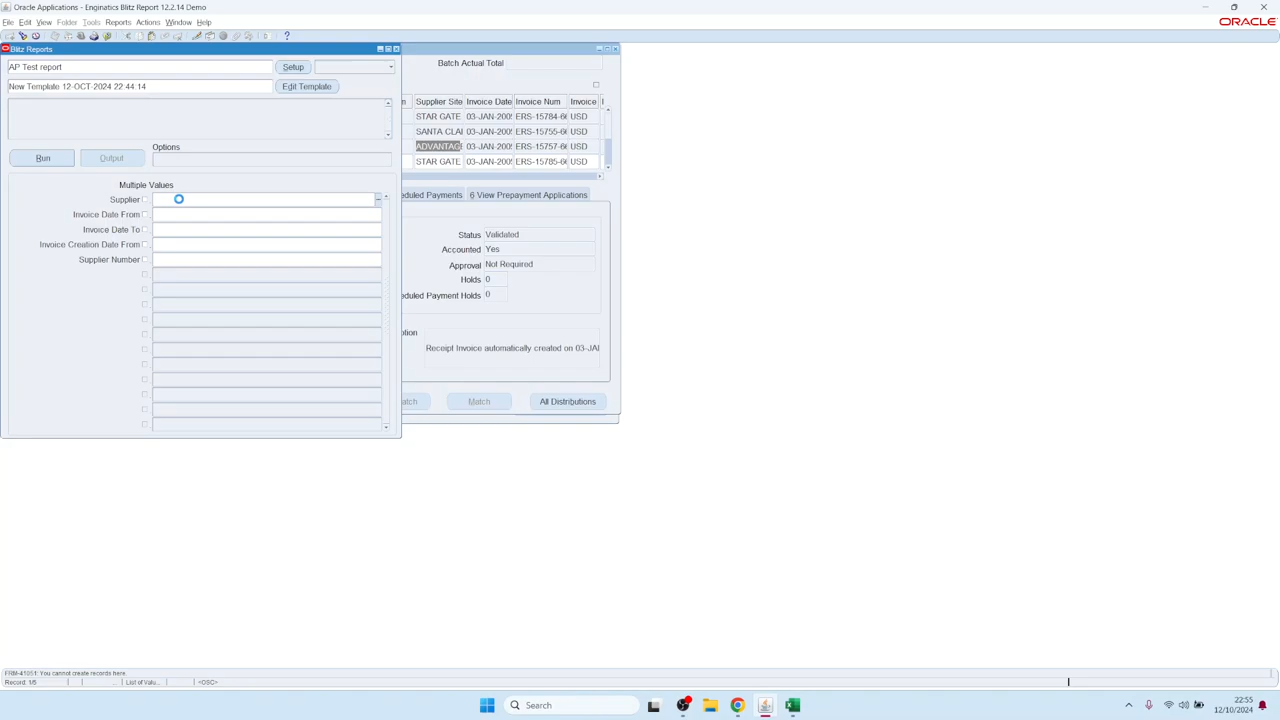 Oracle Applications - Enginatics Blitz Report 12.2.14 Demo
File Edit View Folder Tools Reports Actions Window Help
ORACLE
Blitz Reports
AP Test report
Setup
New Template 12-OCT-2024 22 44.14
Edit Template
Run
Output
Options
Multiple Values
Supplier
Invoice Date From
Invoice Date To
Invoice Creation Date From
Supplier Number
Batch Actual Total
Supplier Site Invoice Date Invoice Num Invoice
STAR GATE 03-JAN-200 ERS-15784-6 USD
SANTA CLA 03-JAN-200 ERS-15755-6 USD
ADVANTAG 03-JAN-200 ERS-15757-6 USD
STAR GATE 03-JAN-200 ERS-15785-6 USD
eduled Payments 6 View Prepayment Applications
Status Validated
Accounted Yes
Approval Not Required
Holds 0
eduled Payment Holds 0
ption
Receipt Invoice automatically created on 03-JAI
atch
Match
All Distributions
FRM-41051: You cannot create records here.
Record: 1/5 ... List of Valu... <OSC>
Search
22:55
12/10/2024